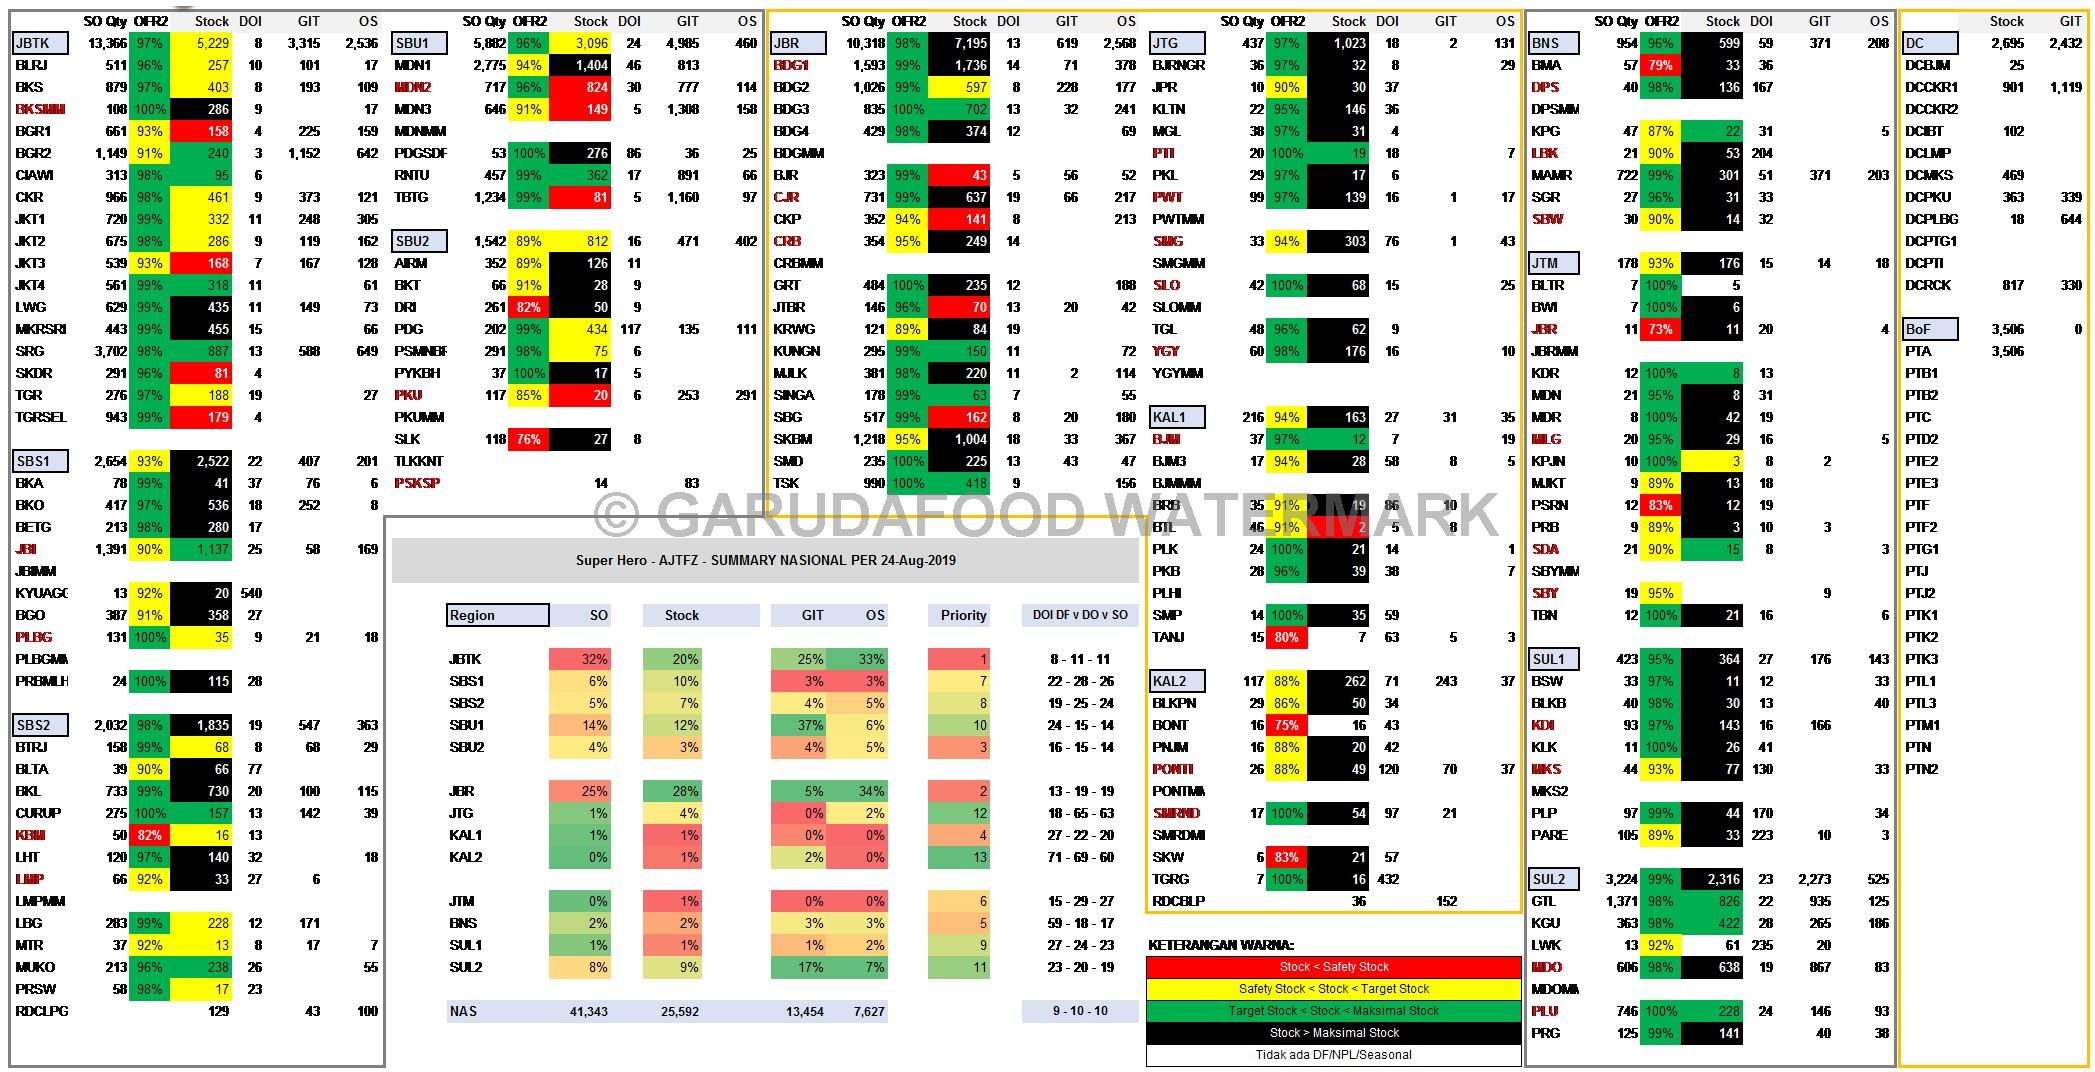 SO Qty OFR2 Stock DOI GIT OS
JBTK 13,366 97% 5,229 8 3,315 2,536
BLRJ 511 96% 257 10 101 17
BKS 879 97% 403 8 193 109
BKSMM 108 100% 286 9 17
BGR1 661 93% 158 4 225 159
BGR2 1,149 91% 240 3 1,152 642
CIAWI 313 98% 95 6
CKR 966 98% 461 9 373 121
JKT1 720 99% 332 11 248 305
JKT2 675 98% 286 9 119 162
JKT3 539 93% 168 7 167 128
JKT4 561 99% 318 11 61
LWG 629 99% 435 11 149 73
MKRSRI 443 99% 455 15 66
SRG 3,702 98% 887 13 588 649
SKDR 291 96% 81 4
TGR 276 97% 188 19 27
TGRSEL 943 99% 179 4
SBS1 2,654 93% 2,522 22 407 201
BKA 78 99% 41 37 76 6
BKO 417 97% 536 18 252 8
BETG 213 98% 280 17
JBI 1,391 90% 1,137 25 58 169
JBIMM
KYUAGG 13 92% 20 540
BGO 387 91% 358 27
PLBG 131 100% 35 9 21 18
PLBGMM
PRBMLH 24 100% 115 28
SBS2 2,032 98% 1,835 19 547 363
BTRJ 158 99% 68 8 68 29
BLTA 39 90% 66 77
BKL 733 99% 730 20 100 115
CURUP 275 100% 157 13 142 39
KBM 50 82% 16 13
LHT 120 97% 140 32 18
LMP 66 92% 33 27 6
LMPMM
LBG 283 99% 228 12 171
MTR 37 92% 13 8 17 7
MUKO 213 96% 238 26 55
PRSW 58 98% 17 23
RDCLPG 129 43 100
SO Qty OFR2 Stock DOI GIT OS
SBU1 5,882 96% 3,096 24 4,985 460
MDN1 2,775 94% 1,404 46 813
MDN2 717 96% 824 30 777 114
MDN3 646 91% 149 5 1,308 158
MDNMM
PDGSDF 53 100% 276 86 36 25
RNTU 457 99% 362 17 891 66
TBTG 1,234 99% 81 5 1,160 97
SBU2 1,542 89% 812 16 471 402
AIRM 352 89% 126 11
BKT 66 91% 28 9
DRI 261 82% 50 9
PDG 202 99% 434 117 135 111
PSMNBF 291 98% 75 6
PYKBH 37 100% 17 5
PKU 117 85% 20 6 253 291
PKUMM
SLK 118 76% 27 8
TLKKNT
PSKSP 14 83
SO Qty OFR2 Stock DOI GIT OS
JBR 10,318 98% 7,195 13 619 2,568
BDG1 1,593 99% 1,736 14 71 378
BDG2 1,026 99% 597 8 228 177
BDG3 835 100% 702 13 32 241
BDG4 429 98% 374 12 69
BDGMM
BJR 323 99% 43 5 56 52
CJR 731 99% 637 19 66 217
CKP 352 94% 141 8 213
CRB 354 95% 249 14
CRBMM
GRT 484 100% 235 12 188
JTBR 146 96% 70 13 20 42
KRWG 121 89% 84 19
KUNGN 295 99% 150 11 72
MJLK 381 98% 220 11 2 114
SINGA 178 99% 63 7 55
SBG 517 99% 162 8 20 180
SKBM 1,218 95% 1,004 18 33 367
SMD 235 100% 225 13 43 47
TSK 990 100% 418 9 156
SO Qty OFR2 Stock DOI GIT OS
JTG 437 97% 1,023 18 2 131
BJRNGR 36 97% 32 8 29
JPR 10 90% 30 37
KLTN 22 95% 146 36
MGL 38 97% 31 4
PTI 20 100% 19 18 7
PKL 29 97% 17 6
PWT 99 97% 139 16 1 17
PWTMM
SMG 33 94% 303 76 1 43
SMGMM
SLO 42 100% 68 15 25
SLOMM
TGL 48 96% 62 9
YGY 60 98% 176 16 10
YGYMM
KAL1 216 94% 163 27 31 35
BJM 37 97% 12 7 19
BJM3 17 94% 28 58 8 5
BJMMM
BRB 35 91% 19 86 10
BTL 46 91% 2 5 8
PLK 24 100% 21 14 1
PKB 28 96% 39 38 7
PLHI
SMP 14 100% 35 59
TANJ 15 80% 7 63 5 3
KAL2 117 88% 262 71 243 37
BLKPN 29 86% 50 34
BONT 16 75% 16 43
PNJM 16 88% 20 42
PONTI 26 88% 49 120 70 37
PONTMM
SMRND 17 100% 54 97 21
SMRDMI
SKW 6 83% 21 57
TGRG 7 100% 16 432
RDCBLP 36 152
SO Qty OFR2 Stock DOI GIT OS
BNS 954 96% 599 59 371 208
BMA 57 79% 33 36
DPS 40 98% 136 167
DPSMM
KPG 47 87% 22 31 5
LBK 21 90% 53 204
MAMR 722 99% 301 51 371 203
SGR 27 96% 31 33
SBW 30 90% 14 32
JTM 178 93% 176 15 14 18
BLTR 7 100% 5
BWI 7 100% 6
JBR 11 73% 11 20 4
JBRMM
KDR 12 100% 8 13
MDN 21 95% 8 31
MDR 8 100% 42 19
MLG 20 95% 29 16 5
KPJN 10 100% 3 8 2
MJKT 9 89% 13 18
PSRN 12 83% 12 19
PRB 9 89% 3 10 3
SDA 21 90% 15 8 3
SBYMM
SBY 19 95% 9
TBN 12 100% 21 16 6
SUL1 423 95% 364 27 176 143
BSW 33 97% 11 12 33
BLKB 40 98% 30 13 40
KDI 93 97% 143 16 166
KLK 11 100% 26 41
MKS 44 93% 77 130 33
MKS2
PLP 97 99% 44 170 34
PARE 105 89% 33 223 10 3
SUL2 3,224 99% 2,316 23 2,273 525
GTL 1,371 98% 826 22 935 125
KGU 363 98% 422 28 265 186
LWK 13 92% 61 235 20
MDO 606 98% 638 19 867 83
MDOMM
PLU 746 100% 228 24 146 93
PRG 125 99% 141 40 38
Stock GIT
DC 2,695 2,432
DCBJM 25
DCCKR1 901 1,119
DCCKR2
DCIBT 102
DCLMP
DCMKS 469
DCPKU 363 339
DCPLBG 18 644
DCPTG1
DCPTI
DCRCK 817 330
BoF 3,506 0
PTA 3,506
PTB1
PTB2
PTC
PTD2
PTE2
PTE3
PTF
PTF2
PTG1
PTJ
PTJ2
PTK1
PTK2
PTK3
PTL1
PTL3
PTM1
PTN
PTN2
© GARUDAFOOD WATERMARK
Super Hero - AJTFZ - SUMMARY NASIONAL PER 24-Aug-2019
Region SO Stock GIT OS Priority DOI DF v DO v SO
JBTK 32% 20% 25% 33% 1 8 - 11 - 11
SBS1 6% 10% 3% 3% 7 22 - 28 - 26
SBS2 5% 7% 4% 5% 8 19 - 25 - 24
SBU1 14% 12% 37% 6% 10 24 - 15 - 14
SBU2 4% 3% 4% 5% 3 16 - 15 - 14
JBR 25% 28% 5% 34% 2 13 - 19 - 19
JTG 1% 4% 0% 2% 12 18 - 65 - 63
KAL1 1% 1% 0% 0% 4 27 - 22 - 20
KAL2 0% 1% 2% 0% 13 71 - 69 - 60
JTM 0% 1% 0% 0% 6 15 - 29 - 27
BNS 2% 2% 3% 3% 5 59 - 18 - 17
SUL1 1% 1% 1% 2% 9 27 - 24 - 23
SUL2 8% 9% 17% 7% 11 23 - 20 - 19
NAS 41,343 25,592 13,454 7,627 9 - 10 - 10
KETERANGAN WARNA:
Stock < Safety Stock
Safety Stock < Stock < Target Stock
Target Stock < Stock < Maksimal Stock
Stock > Maksimal Stock
Tidak ada DF/NPL/Seasonal